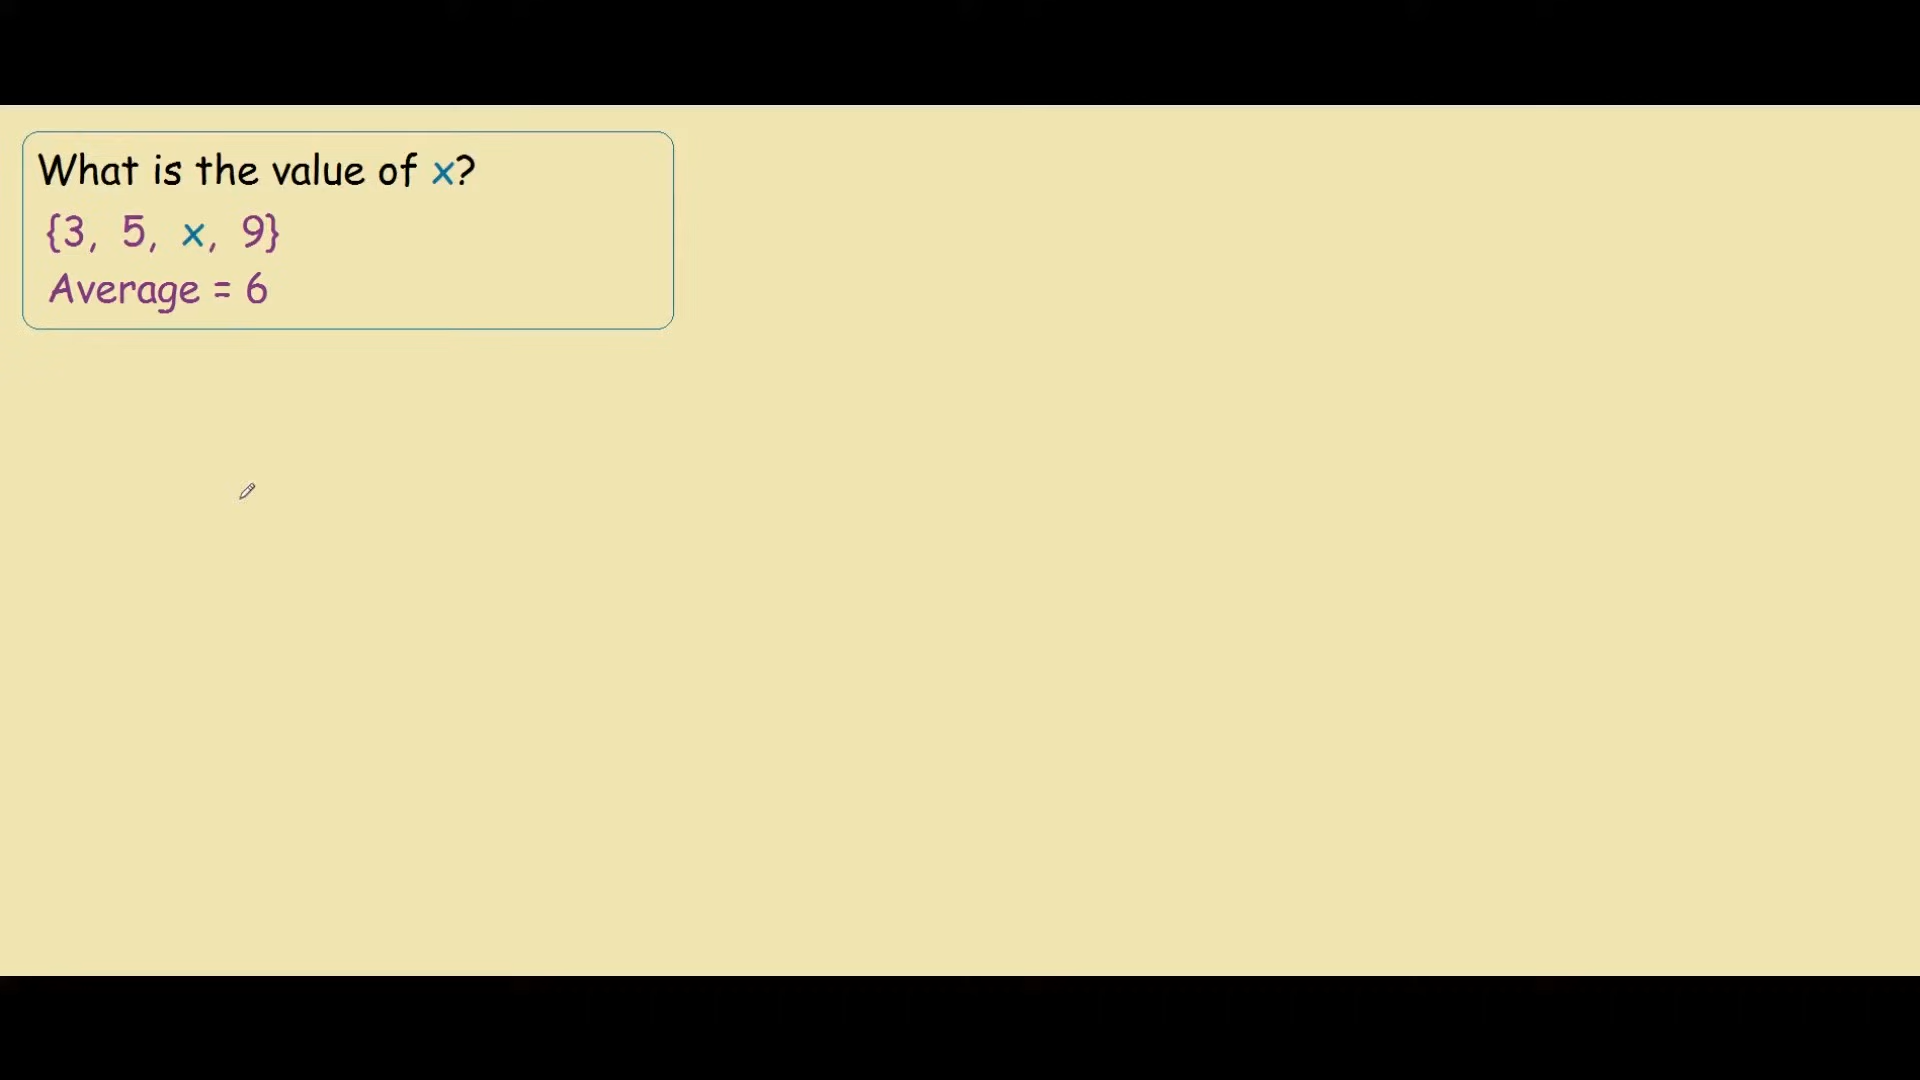 What is the value of x?
{3, 5, x, 9}
Average = 6